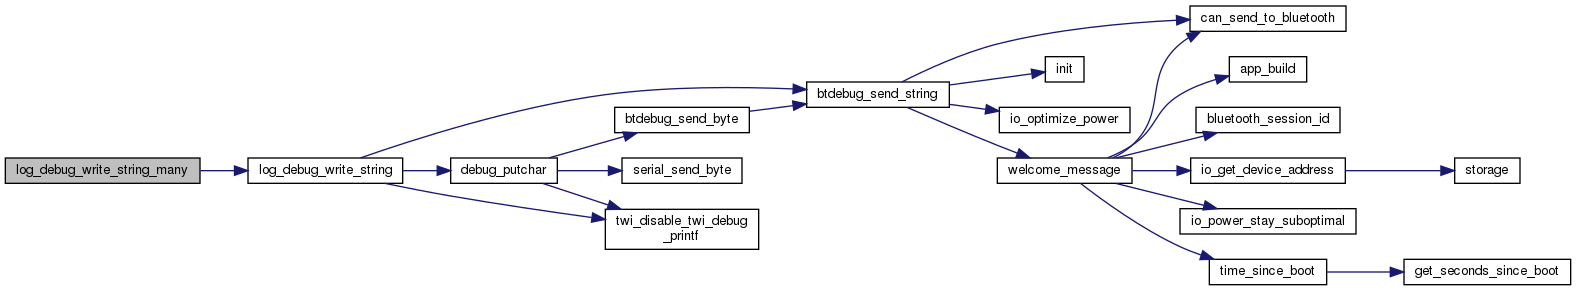 log_debug_write_string_many
log_debug_write_string
debug_putchar
btdebug_send_byte
serial_send_byte
twi_disable_twi_debug
_printf
btdebug_send_string
can_send_to_bluetooth
init
io_optimize_power
welcome_message
app_build
bluetooth_session_id
io_get_device_address
storage
io_power_stay_suboptimal
time_since_boot
get_seconds_since_boot